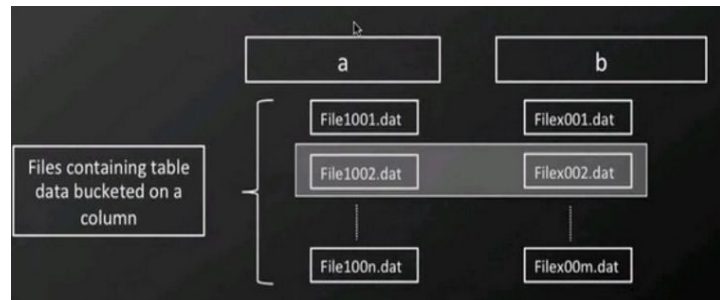 a
b
File1001.dat
Filex001.dat
Files containing table
data bucketed on a
column
File1002.dat
Filex002.dat
File100n.dat
Filex00m.dat